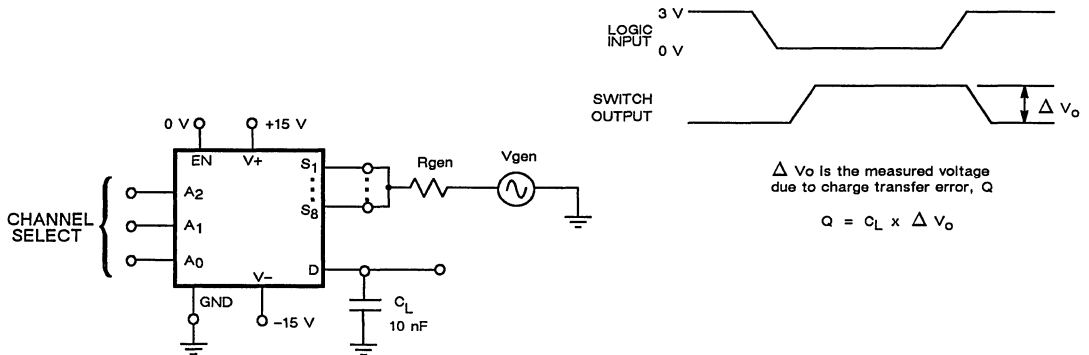 3 V
LOGIC
INPUT
0 V
SWITCH
OUTPUT
Δ Vo
0 V
+15 V
EN
V+
S1
S8
Rgen
Vgen
A2
A1
A0
CHANNEL
SELECT
D
V–
GND
–15 V
CL
10 nF
Δ Vo is the measured voltage
due to charge transfer error, Q
Q = CL x Δ Vo